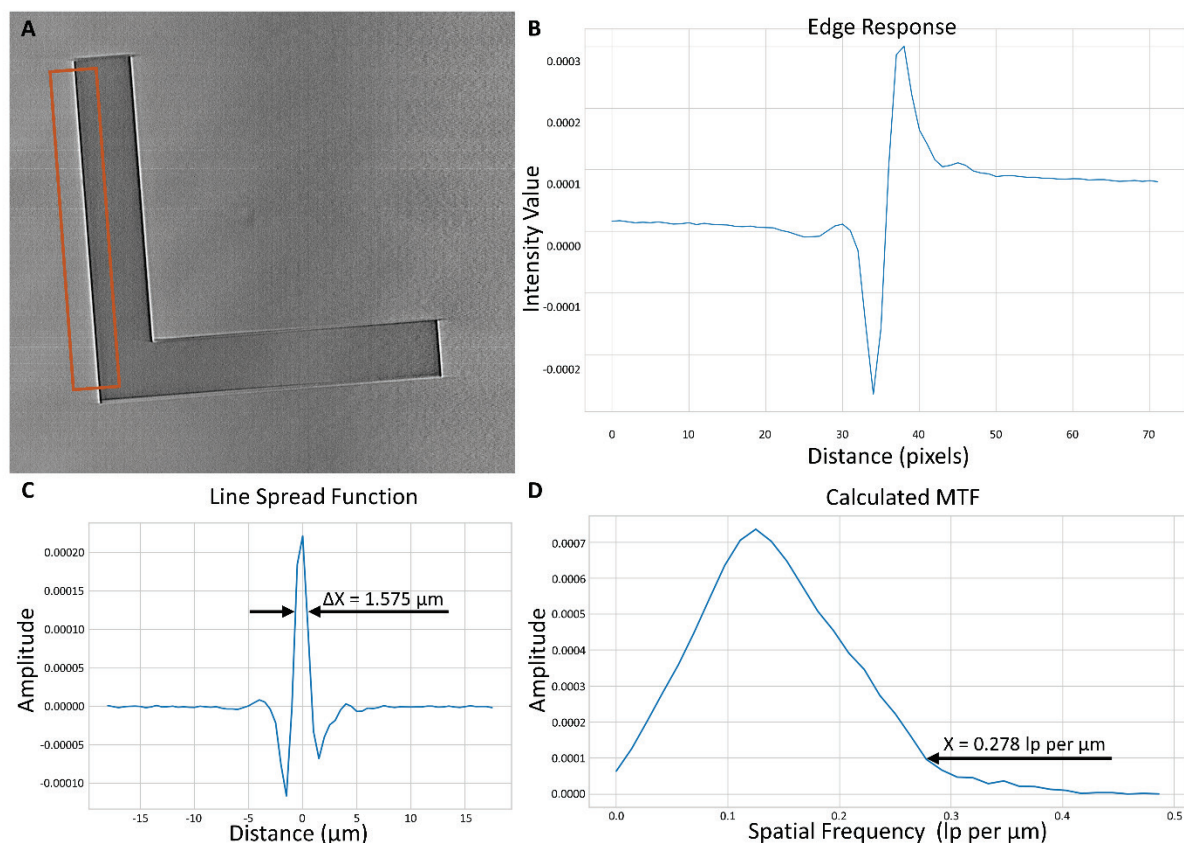 A
B
Edge Response
0.0003
0.0002
0.0001
0.0000
-0.0001
-0.0002
Intensity Value
0 10 20 30 40 50 60 70
Distance (pixels)
C
Line Spread Function
0.00020
0.00015
0.00010
0.00005
0.00000
-0.00005
-0.00010
Amplitude
ΔX = 1.575 µm
-15 -10 -5 0 5 10 15
Distance (µm)
D
Calculated MTF
0.0007
0.0006
0.0005
0.0004
0.0003
0.0002
0.0001
0.0000
Amplitude
X = 0.278 lp per µm
0.0 0.1 0.2 0.3 0.4 0.5
Spatial Frequency (lp per µm)